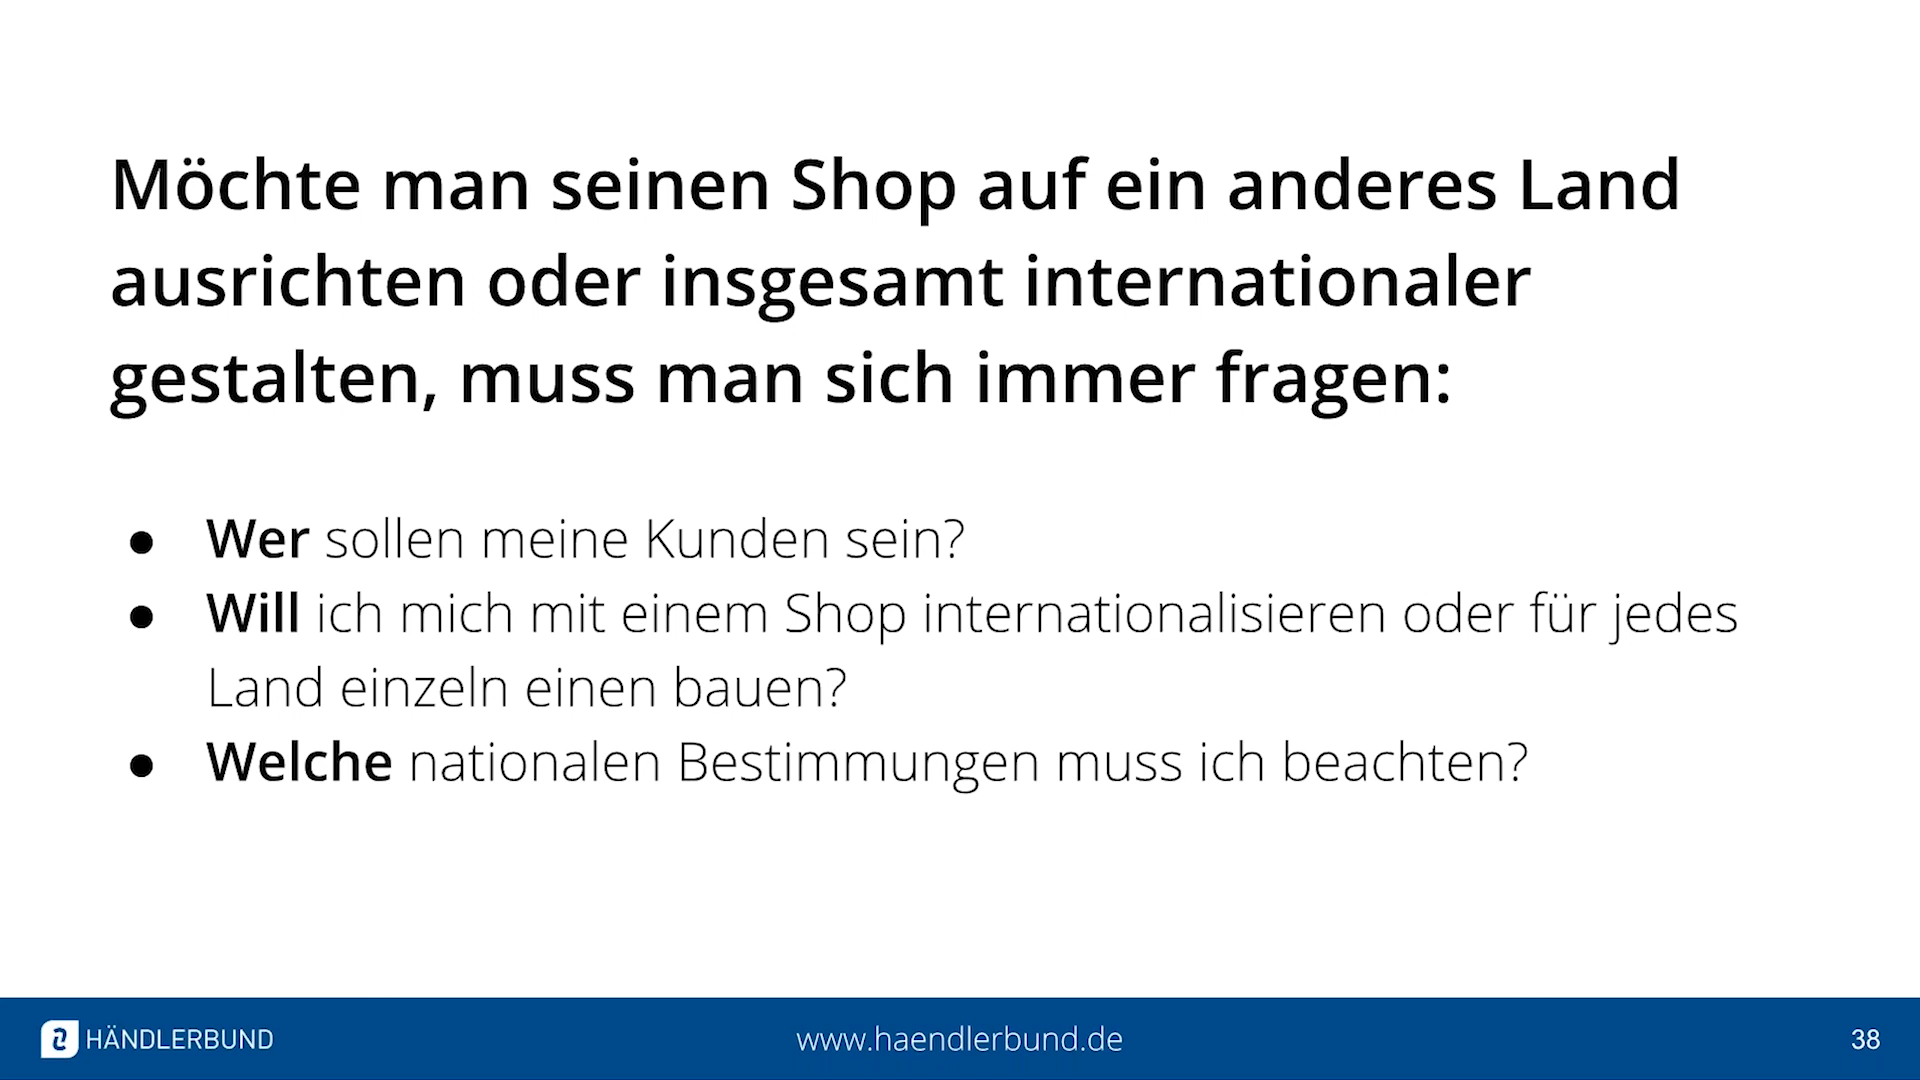 Möchte man seinen Shop auf ein anderes Land
ausrichten oder insgesamt internationaler
gestalten, muss man sich immer fragen:
● Wer sollen meine Kunden sein?
● Will ich mich mit einem Shop internationalisieren oder für jedes
Land einzeln einen bauen?
● Welche nationalen Bestimmungen muss ich beachten?
HÄNDLERBUND
www.haendlerbund.de
38